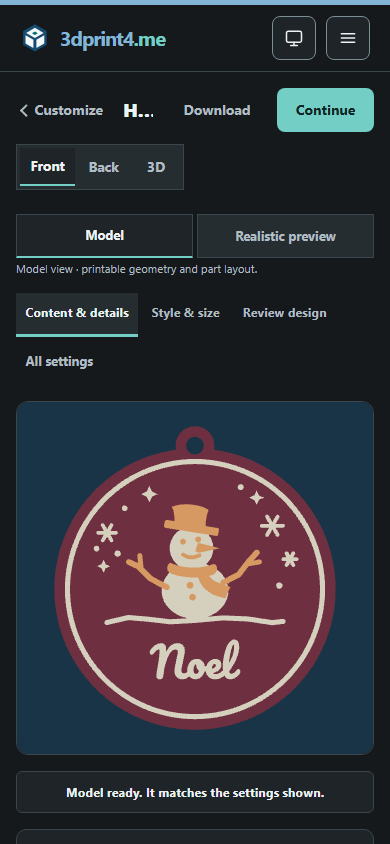 3dprint4.me
Customize
H...
Download
Continue
Front
Back
3D
Model
Realistic preview
Model view · printable geometry and part layout.
Content & details
Style & size
Review design
All settings
Noel
Model ready. It matches the settings shown.